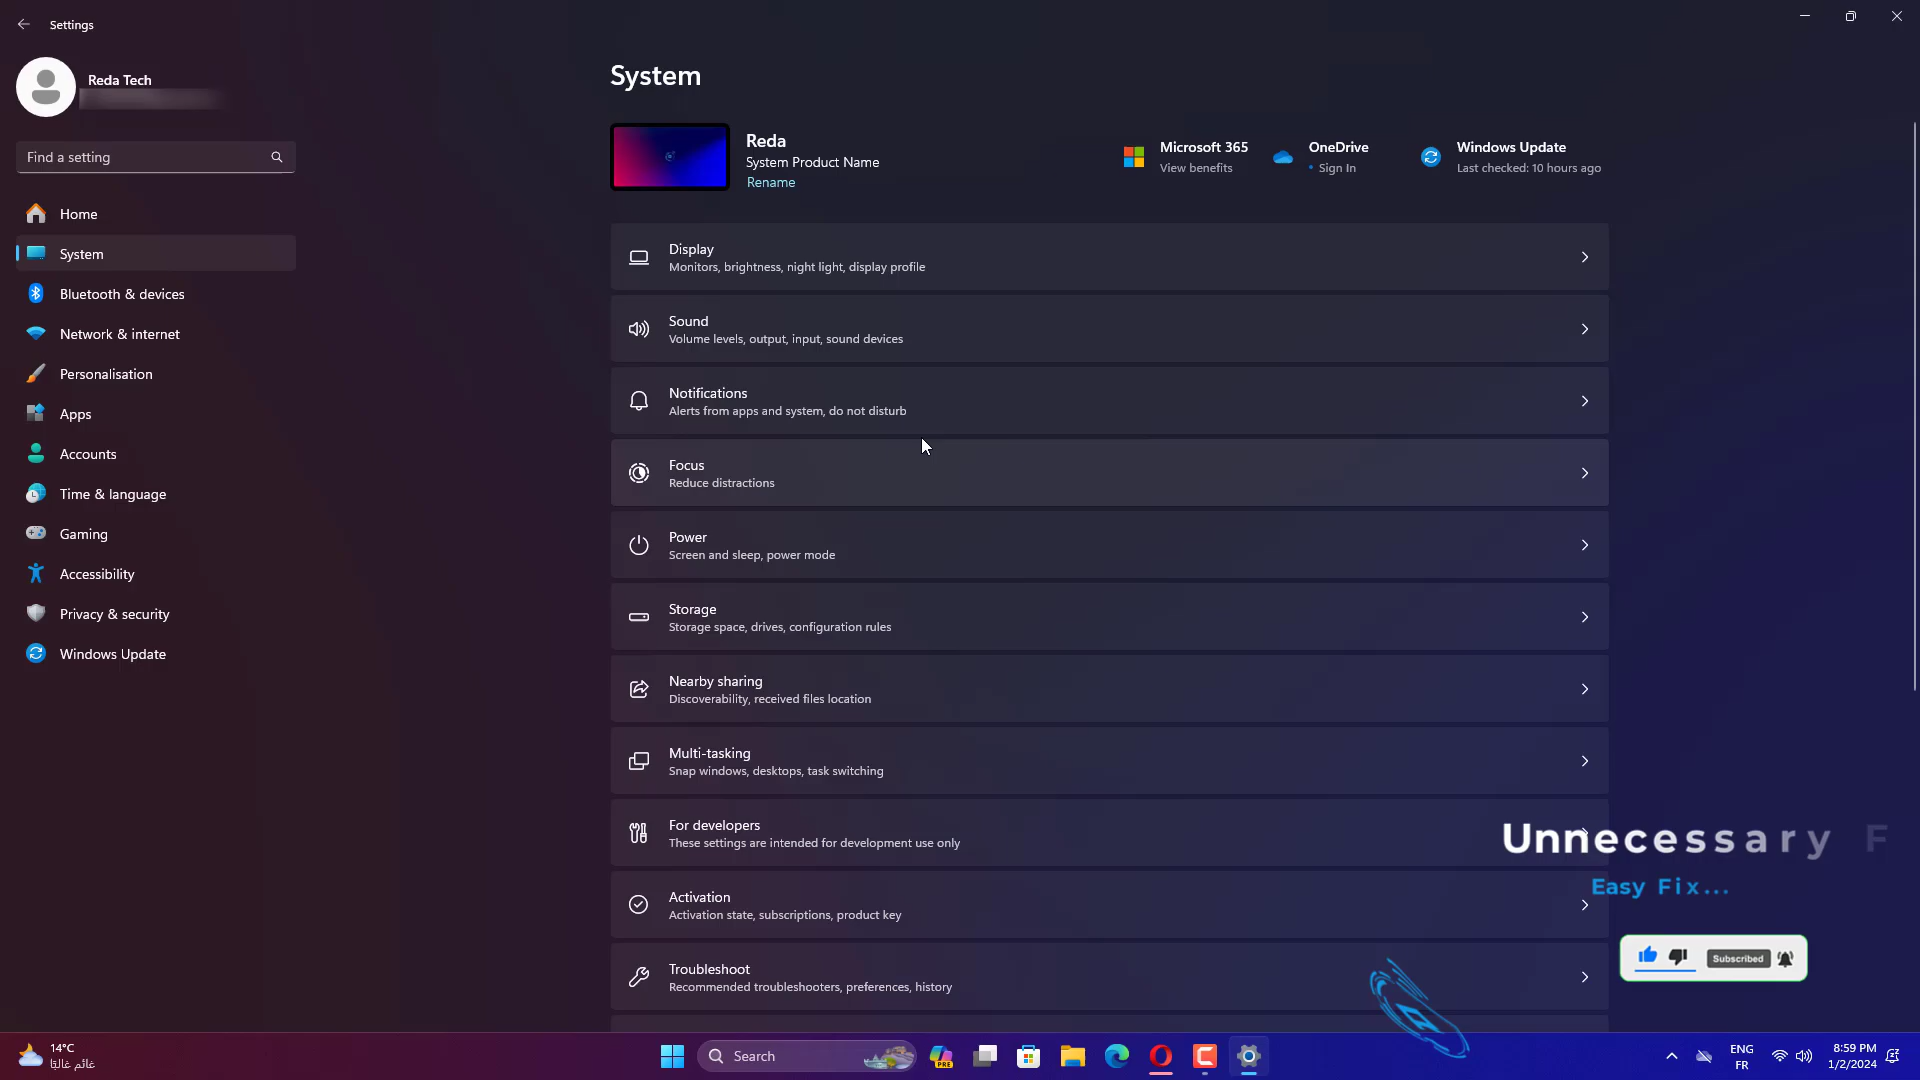 Settings
Reda Tech
Find a setting
Home
System
Bluetooth & devices
Network & internet
Personalisation
Apps
Accounts
Time & language
Gaming
Accessibility
Privacy & security
Windows Update
System
Reda
System Product Name
Rename
Microsoft 365
View benefits
OneDrive
• Sign In
Windows Update
Last checked: 10 hours ago
Display
Monitors, brightness, night light, display profile
Sound
Volume levels, output, input, sound devices
Notifications
Alerts from apps and system, do not disturb
Focus
Reduce distractions
Power
Screen and sleep, power mode
Storage
Storage space, drives, configuration rules
Nearby sharing
Discoverability, received files location
Multi-tasking
Snap windows, desktops, task switching
For developers
These settings are intended for development use only
Activation
Activation state, subscriptions, product key
Troubleshoot
Recommended troubleshooters, preferences, history
Unnecessary F
Easy Fix...
Subscribed
14°C
غائم غالبًا
Search
PRE
ENG
FR
8:59 PM
1/2/2024